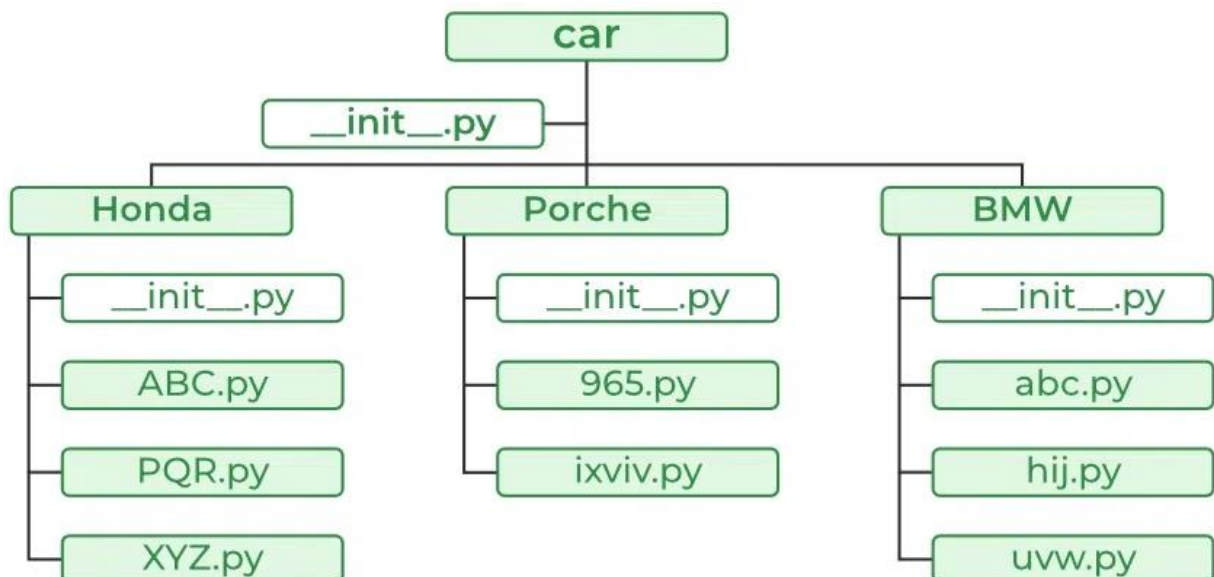 car
__init__.py
Honda
__init__.py
ABC.py
PQR.py
XYZ.py
Porche
__init__.py
965.py
ixviv.py
BMW
__init__.py
abc.py
hij.py
uvw.py